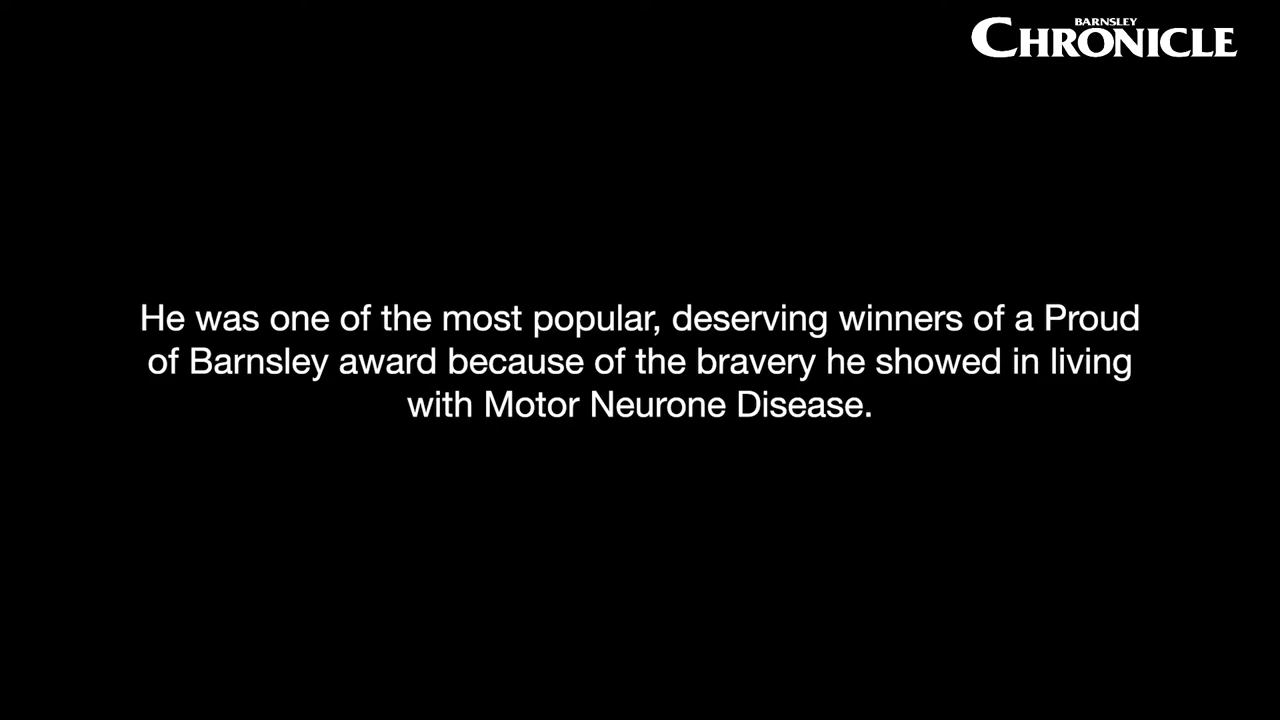 BARNSLEY
CHRONICLE
He was one of the most popular, deserving winners of a Proud
of Barnsley award because of the bravery he showed in living
with Motor Neurone Disease.